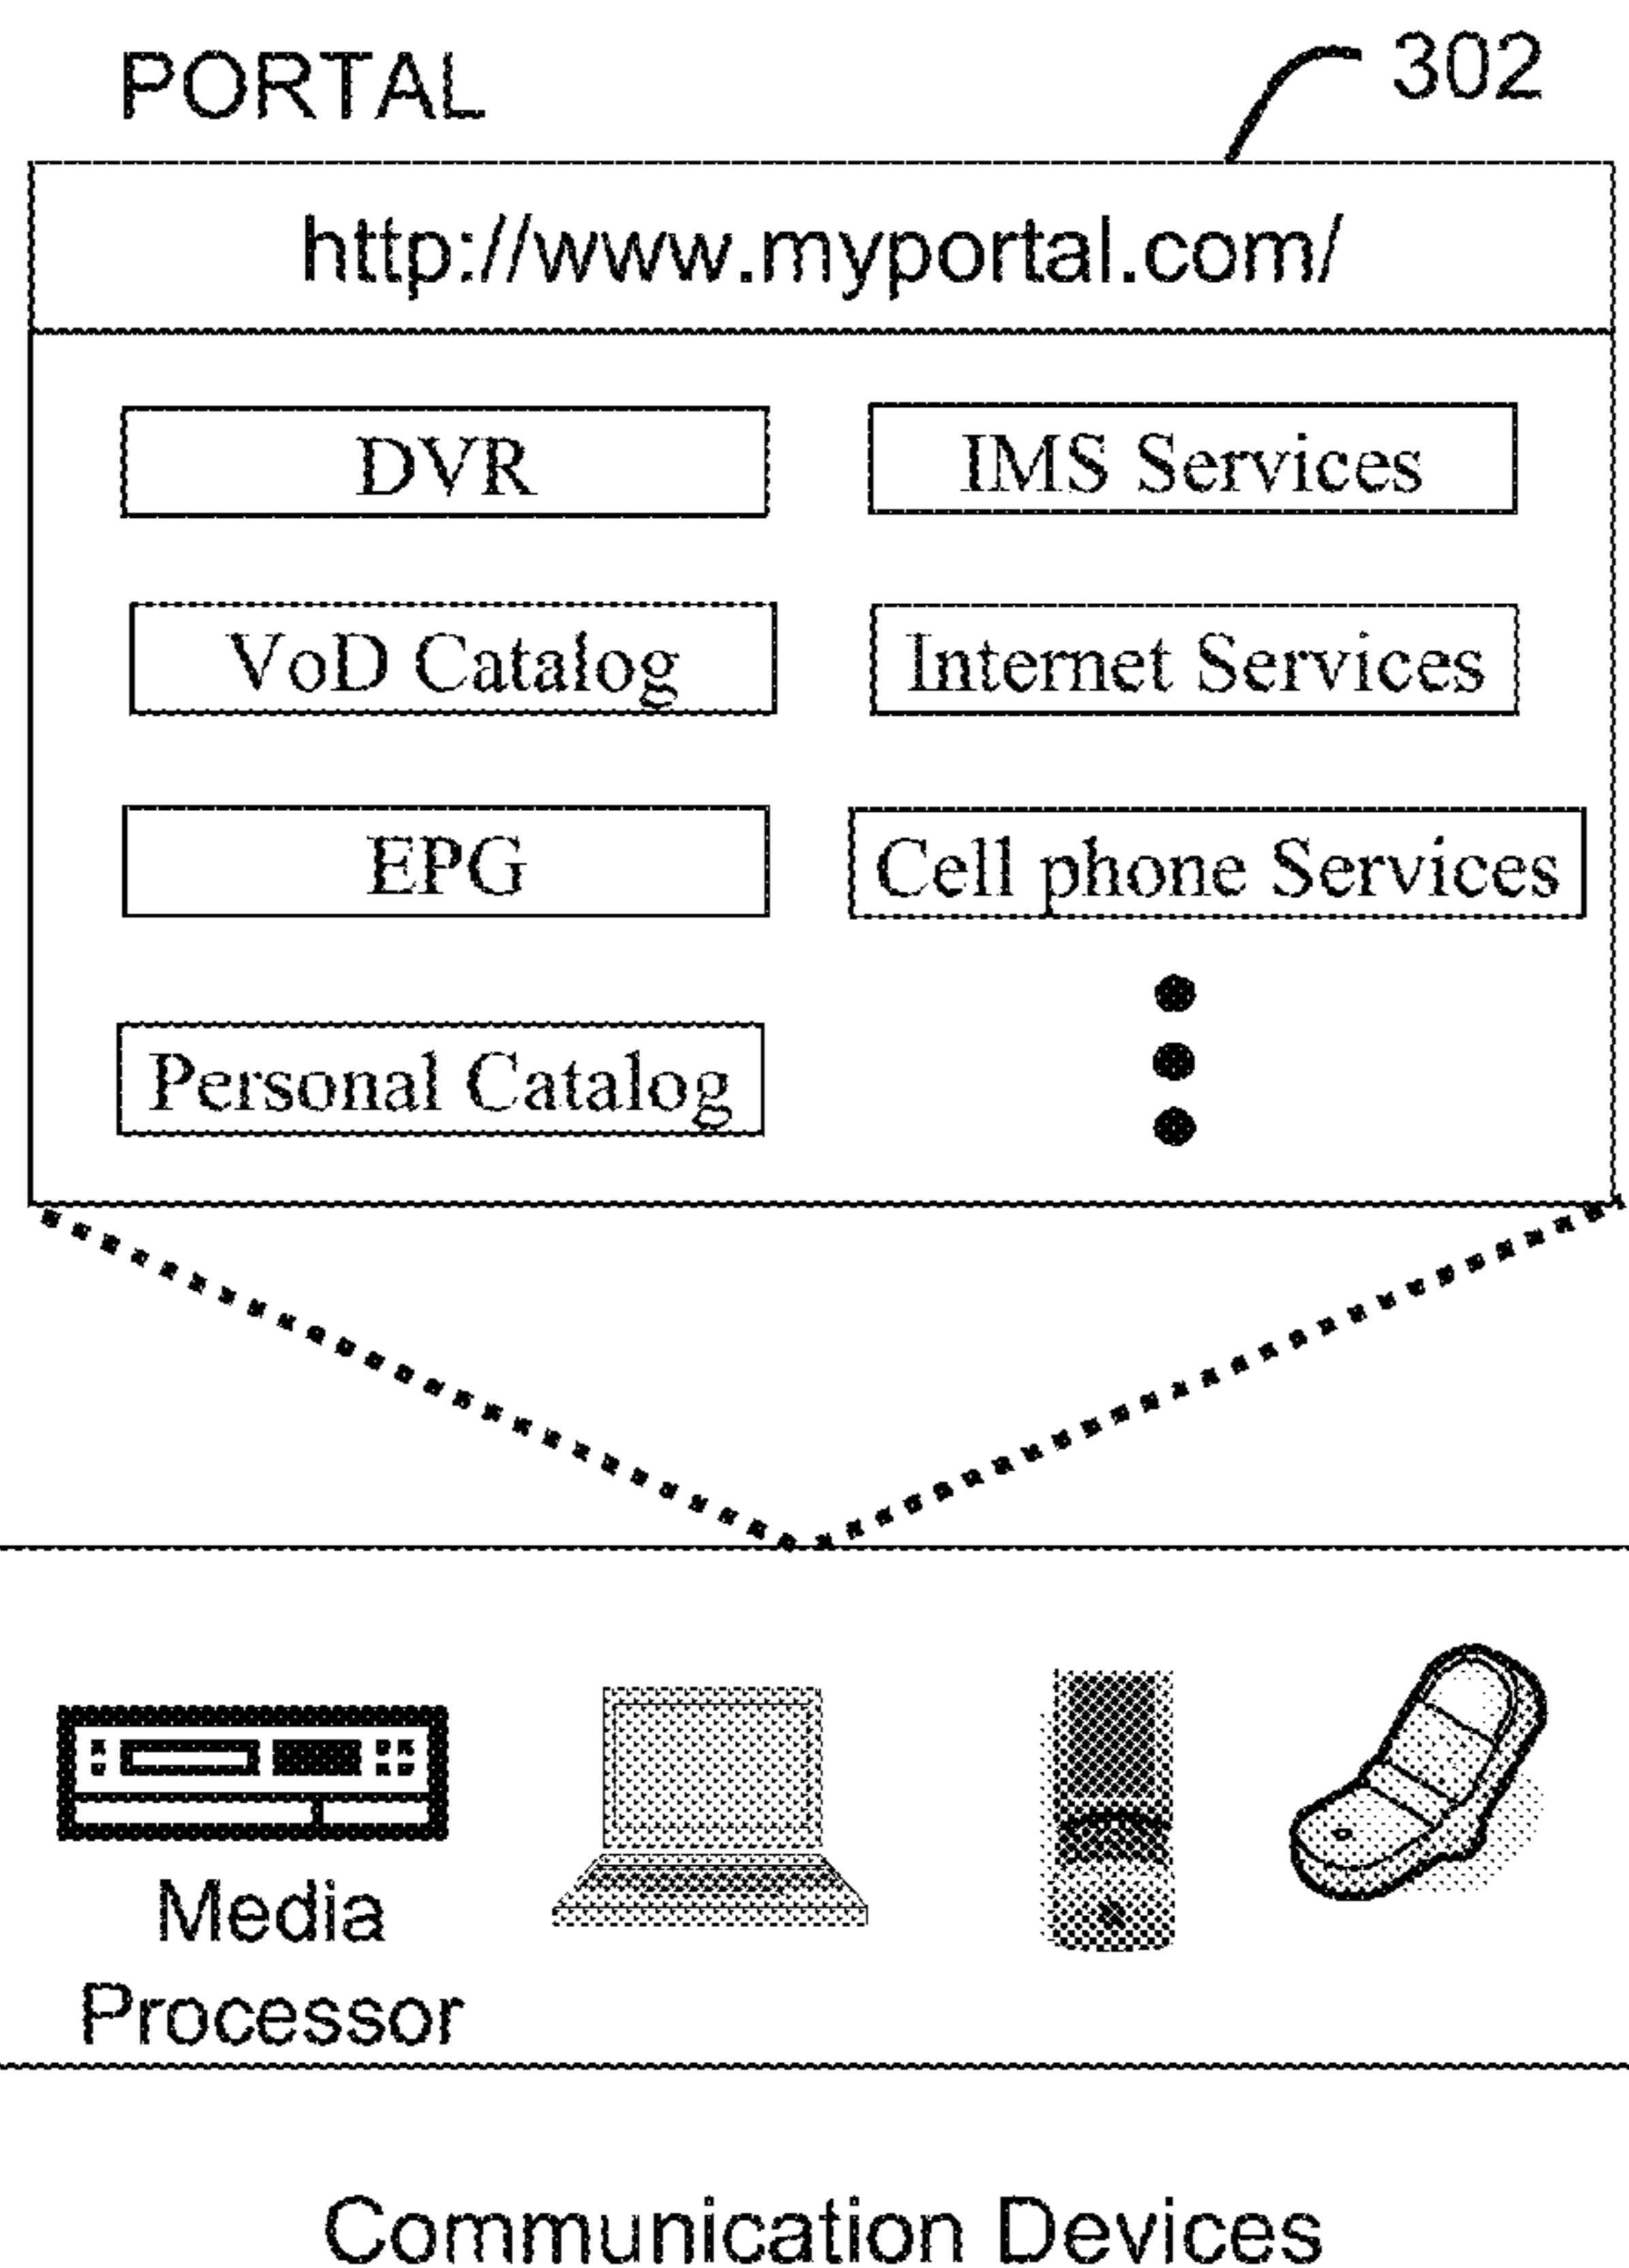 PORTAL
302
http://www.myportal.com/
DVR
IMS Services
VoD Catalog
Internet Services
EPG
Cell phone Services
Personal Catalog
Media
Processor
Communication Devices